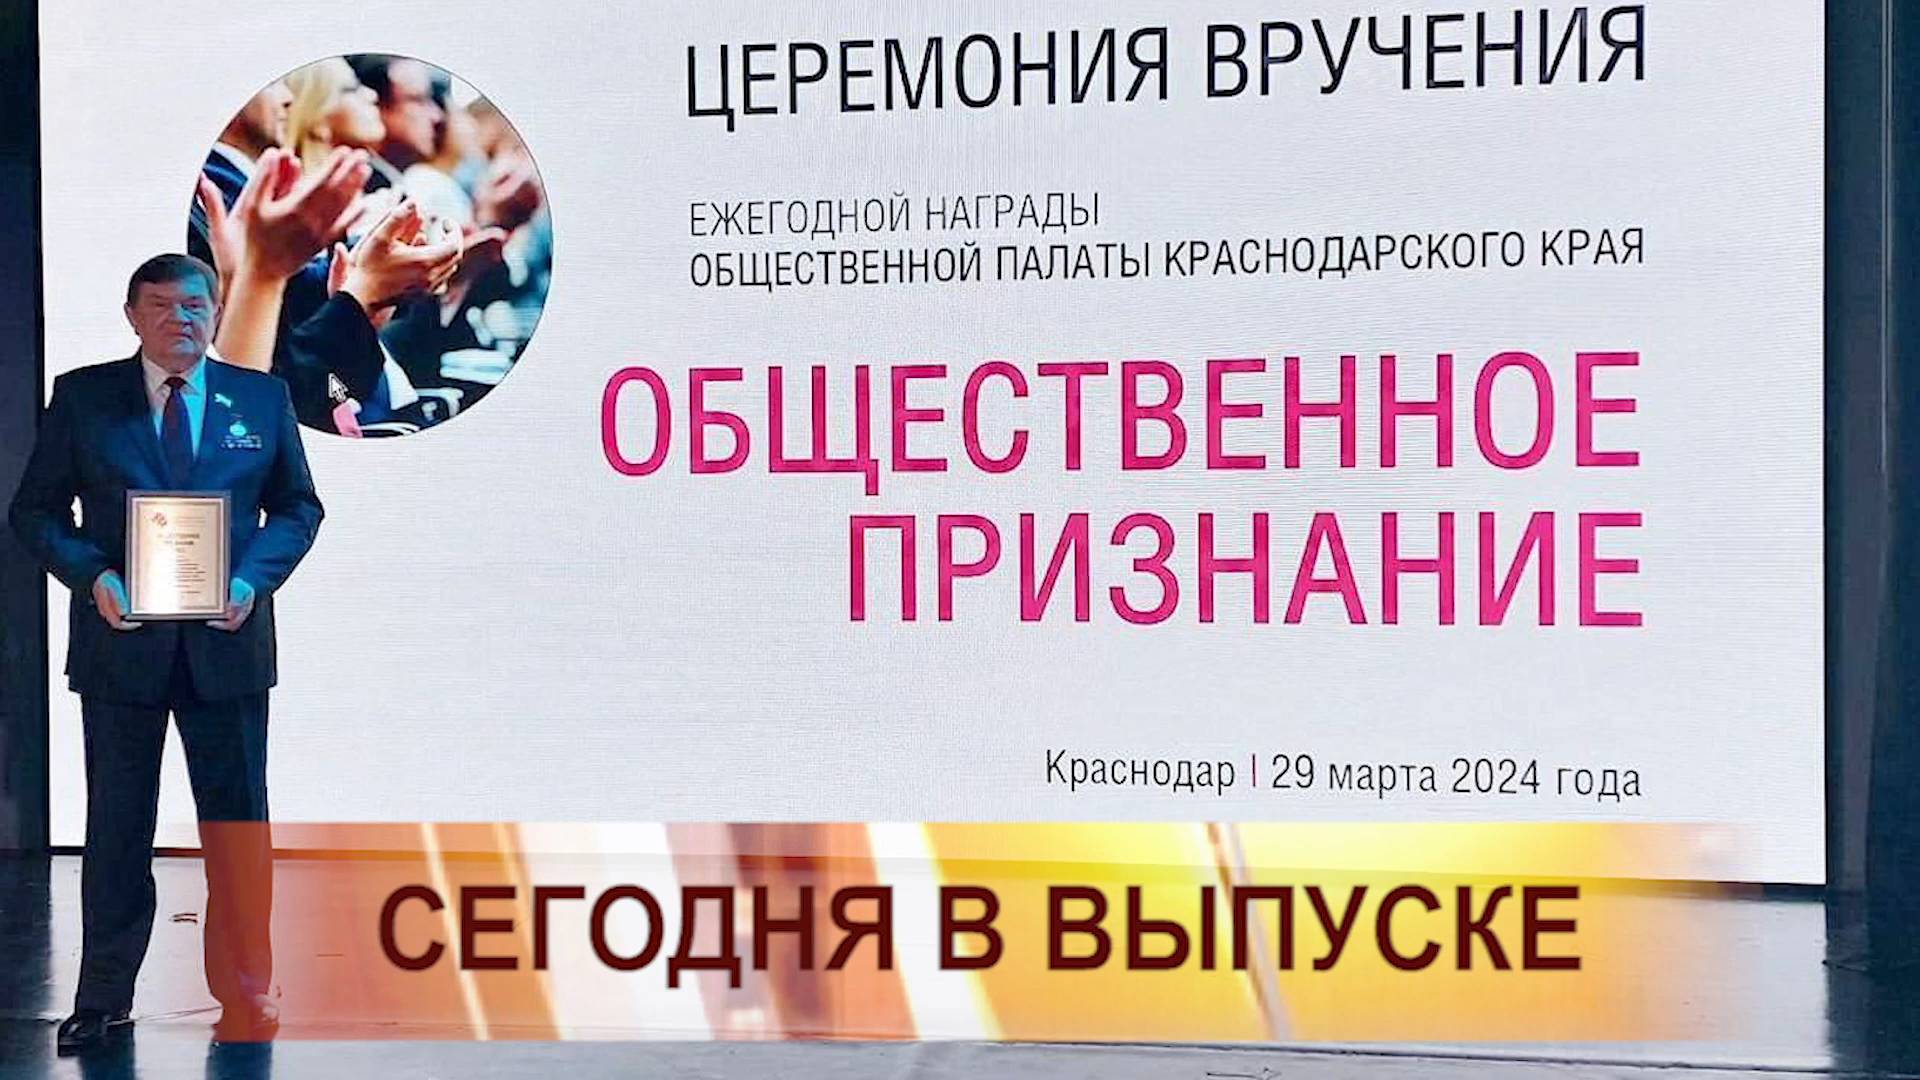 ЦЕРЕМОНИЯ ВРУЧЕНИЯ
ЕЖЕГОДНОЙ НАГРАДЫ
ОБЩЕСТВЕННОЙ ПАЛАТЫ КРАСНОДАРСКОГО КРАЯ
ОБЩЕСТВЕННОЕ
ПРИЗНАНИЕ
Краснодар | 29 марта 2024 года
СЕГОДНЯ В ВЫПУСКЕ